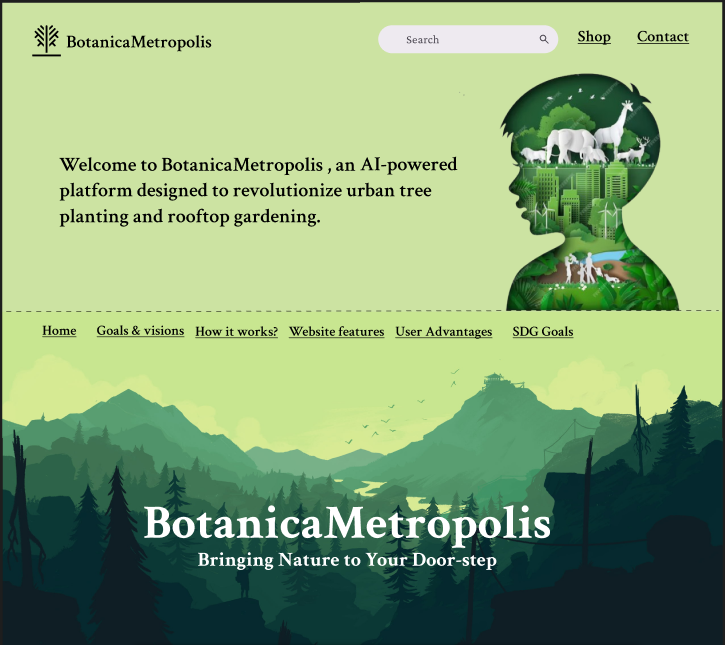 BotanicaMetropolis
Search
Shop
Contact
Welcome to BotanicaMetropolis , an AI-powered
platform designed to revolutionize urban tree
planting and rooftop gardening.
Home
Goals & visions
How it works?
Website features
User Advantages
SDG Goals
BotanicaMetropolis
Bringing Nature to Your Door-step